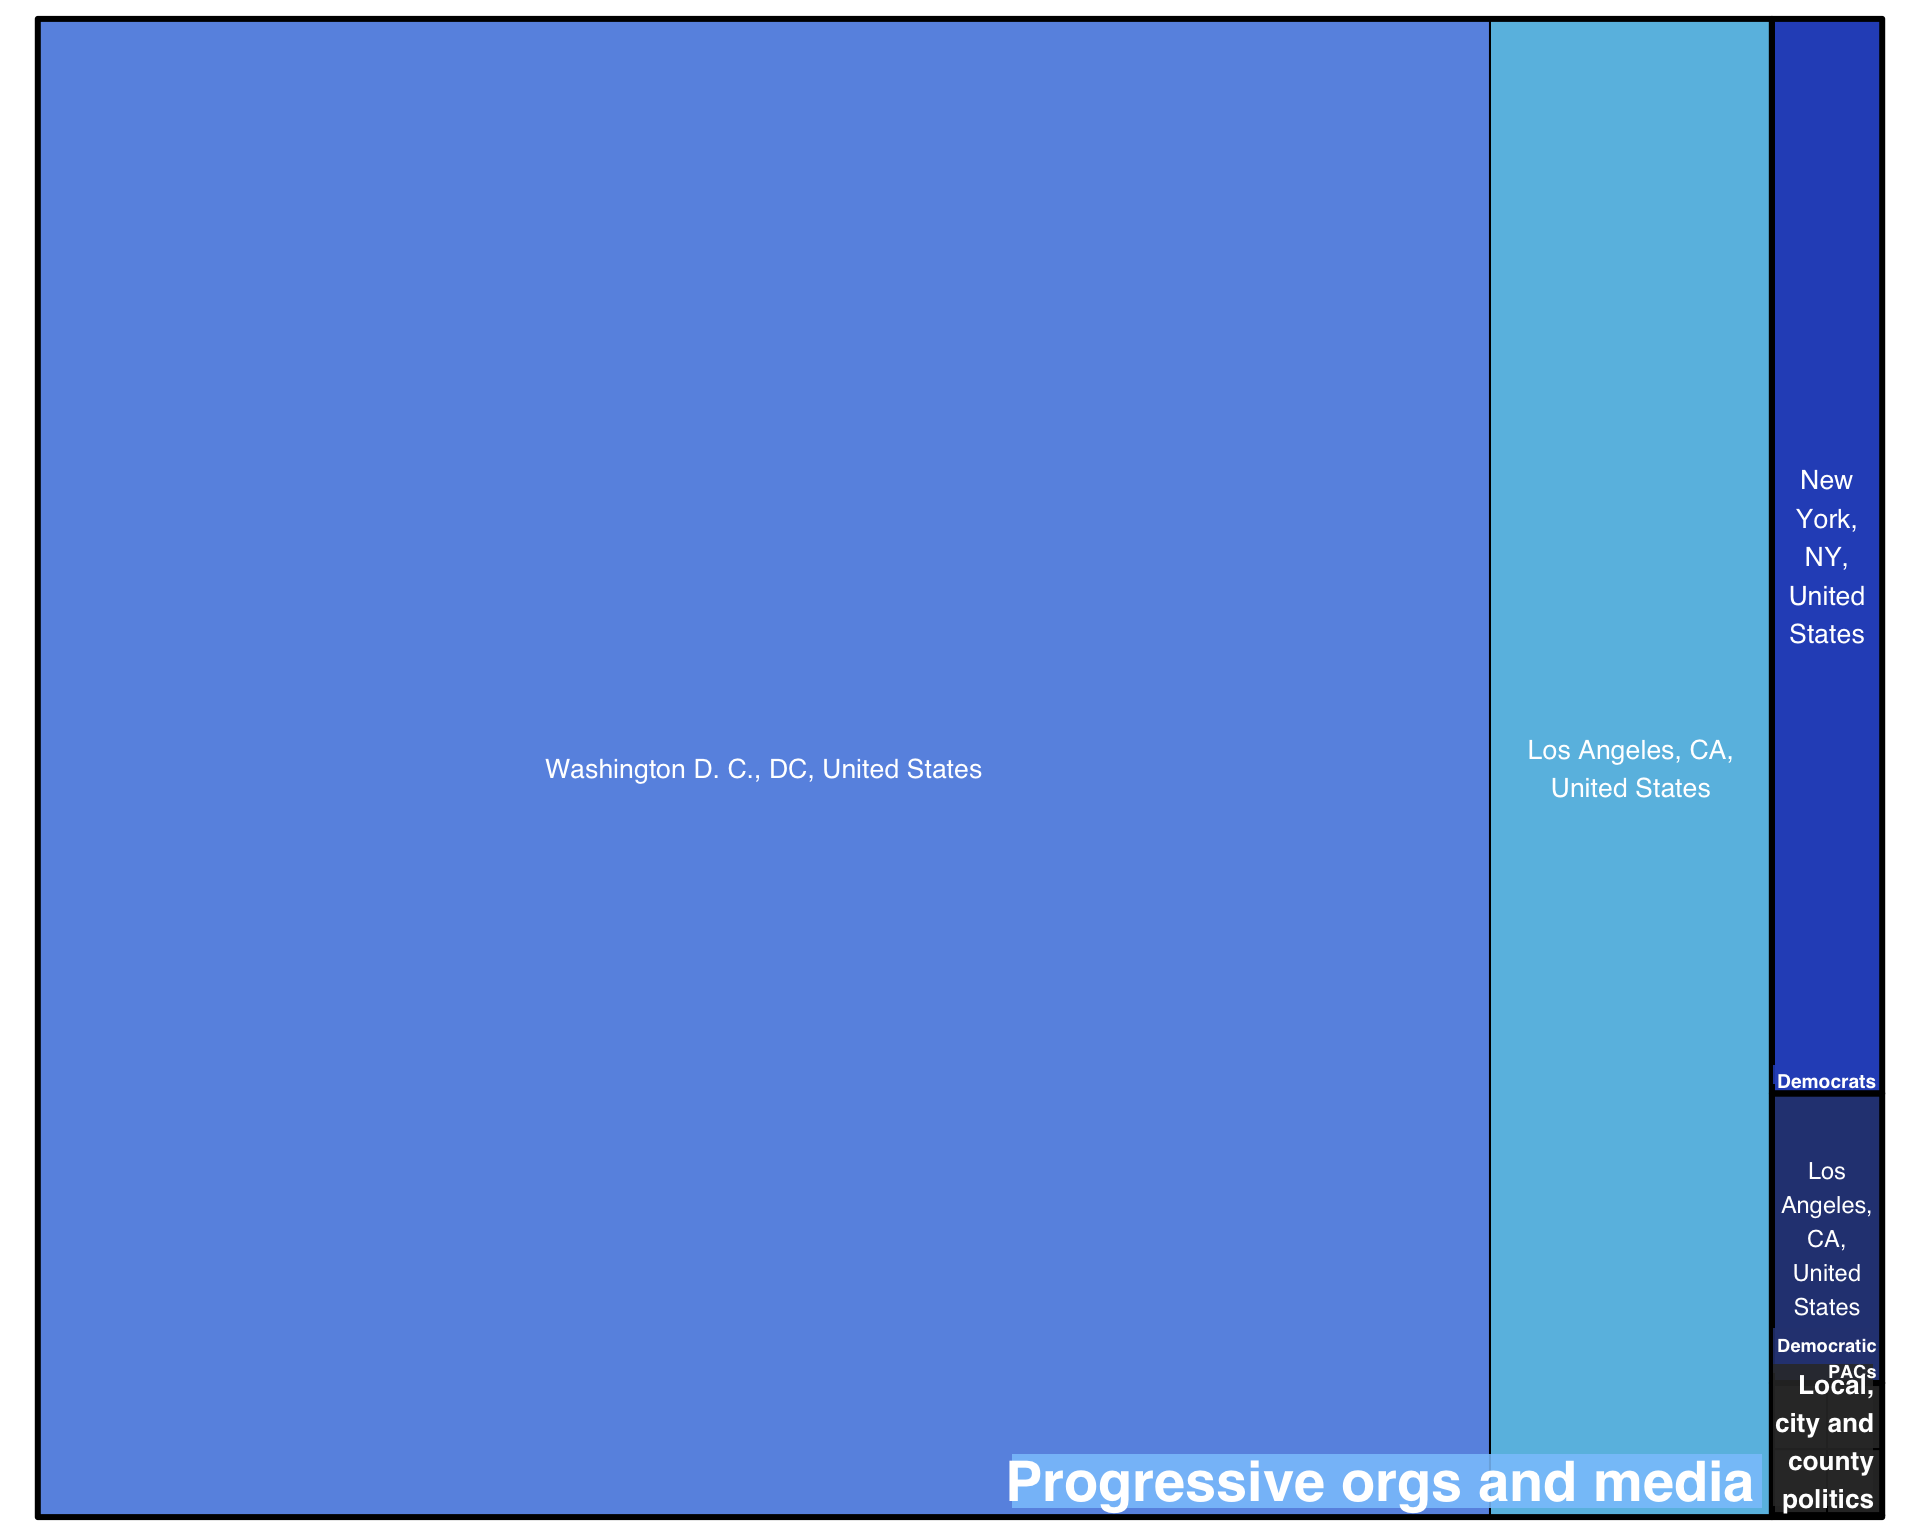 Washington D. C., DC, United States
Los Angeles, CA,
United States
New
York,
NY,
United
States
Democrats
Los
Angeles,
CA,
United
States
Democratic
PACs
Local,
city and
county
politics
Progressive orgs and media